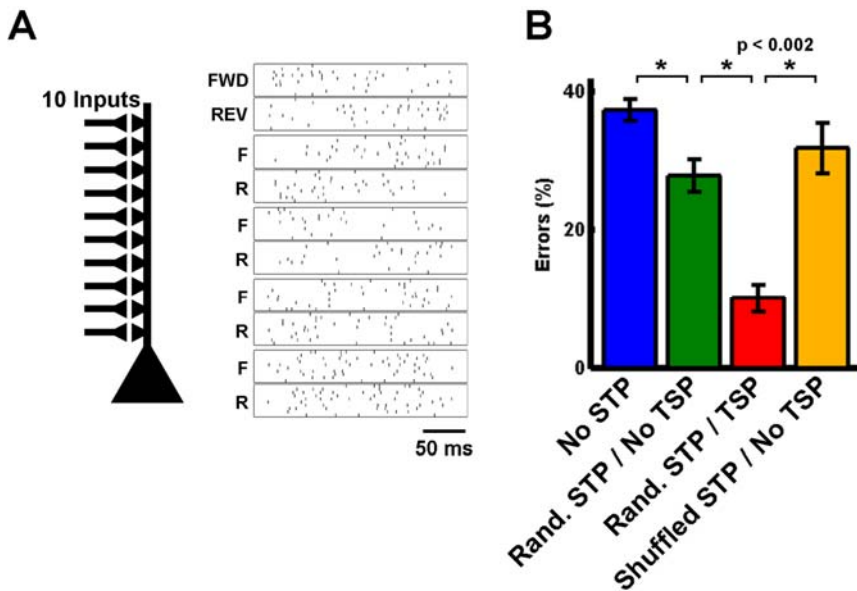 A
10 Inputs
FWD
REV
F
R
F
R
F
R
F
R
50 ms
B
p < 0.002
* * *
40
20
0
Errors (%)
No STP
Rand. STP / No TSP
Rand. STP / TSP
Shuffled STP / No TSP